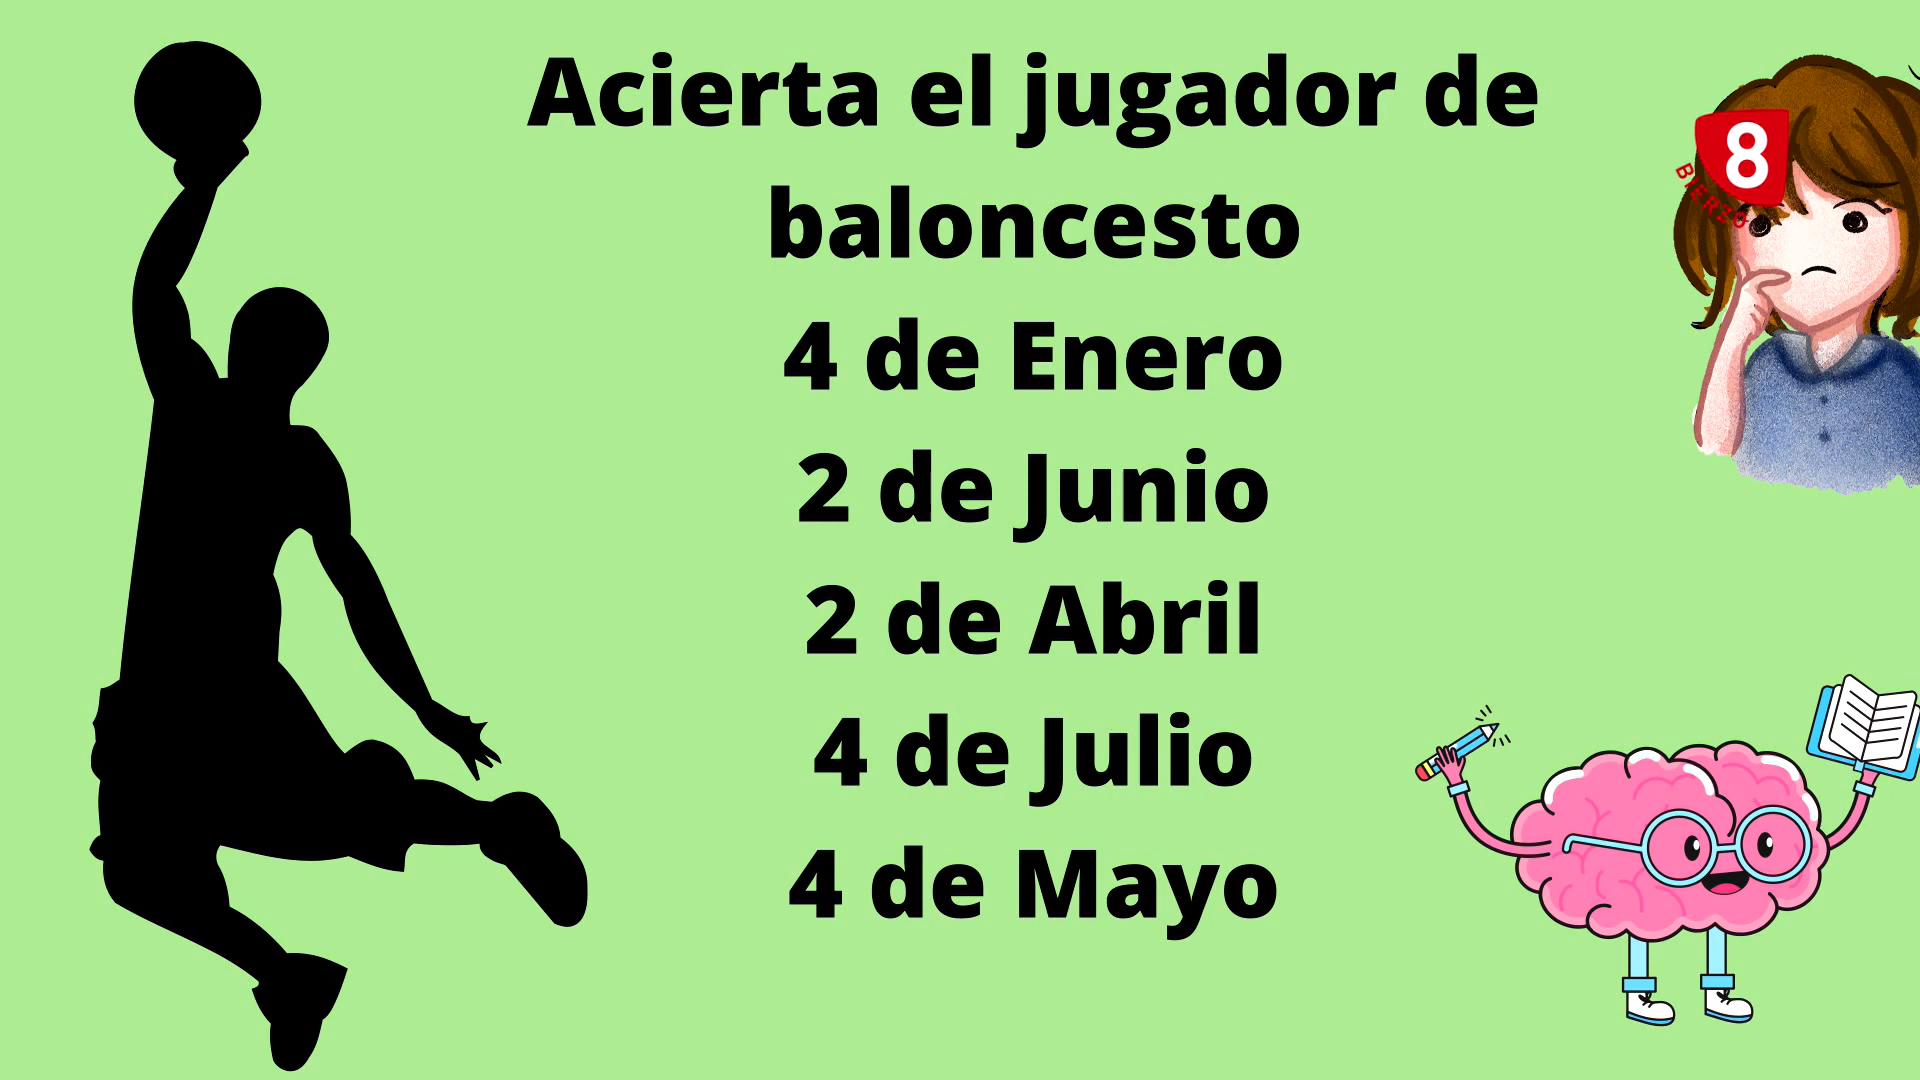 Acierta el jugador de
baloncesto
4 de Enero
2 de Junio
2 de Abril
4 de Julio
4 de Mayo
8
BIERZO